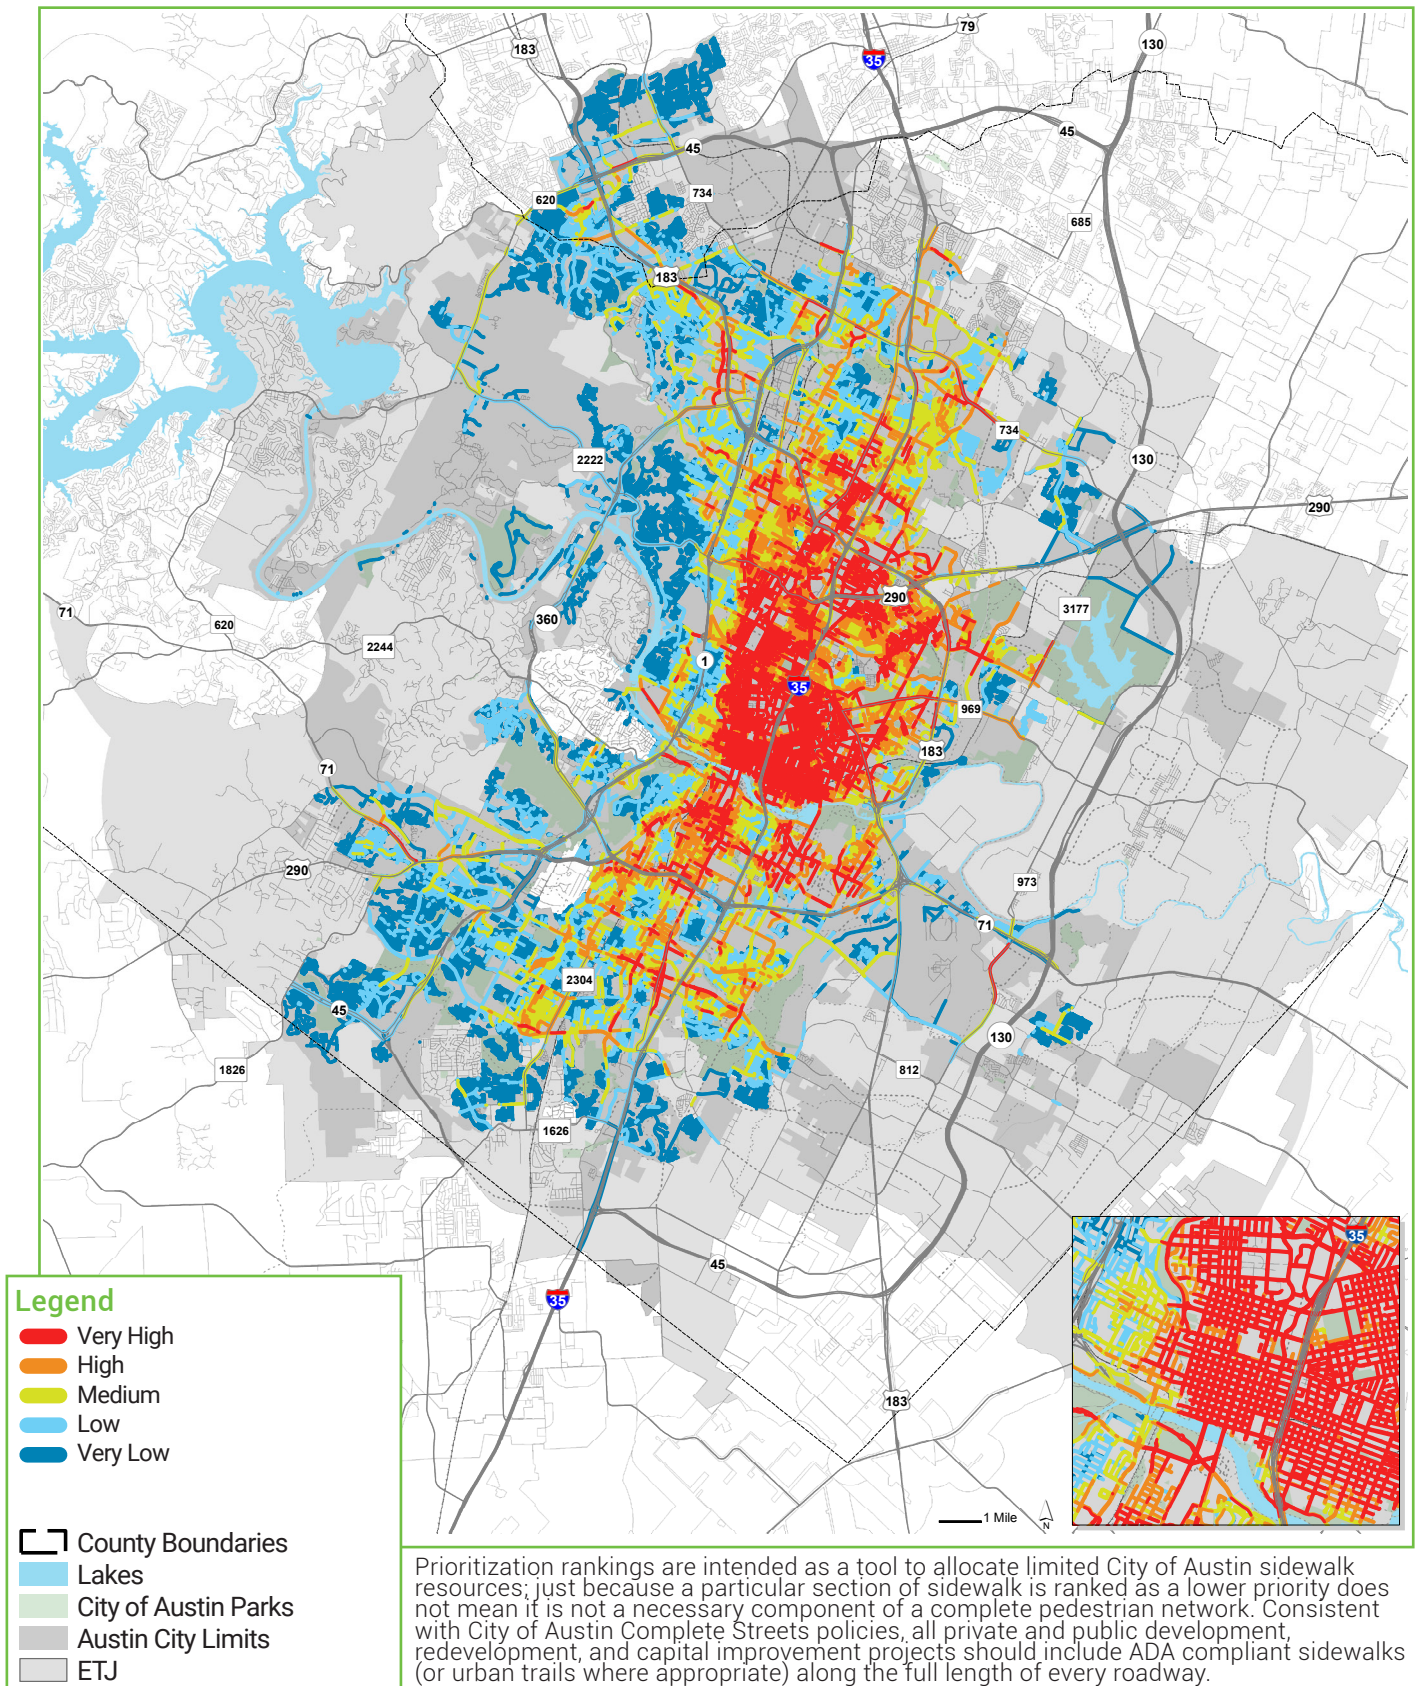 183
79
35
130
45
45
734
620
685
183
734
2222
130
290
290
3177
360
71
620
2244
1
35
969
183
71
290
973
71
2304
45
130
1826
812
1626
45
35
35
183
1 Mile
N
Legend
Very High
High
Medium
Low
Very Low
County Boundaries
Lakes
City of Austin Parks
Austin City Limits
ETJ
Prioritization rankings are intended as a tool to allocate limited City of Austin sidewalk
resources; just because a particular section of sidewalk is ranked as a lower priority does
not mean it is not a necessary component of a complete pedestrian network. Consistent
with City of Austin Complete Streets policies, all private and public development,
redevelopment, and capital improvement projects should include ADA compliant sidewalks
(or urban trails where appropriate) along the full length of every roadway.